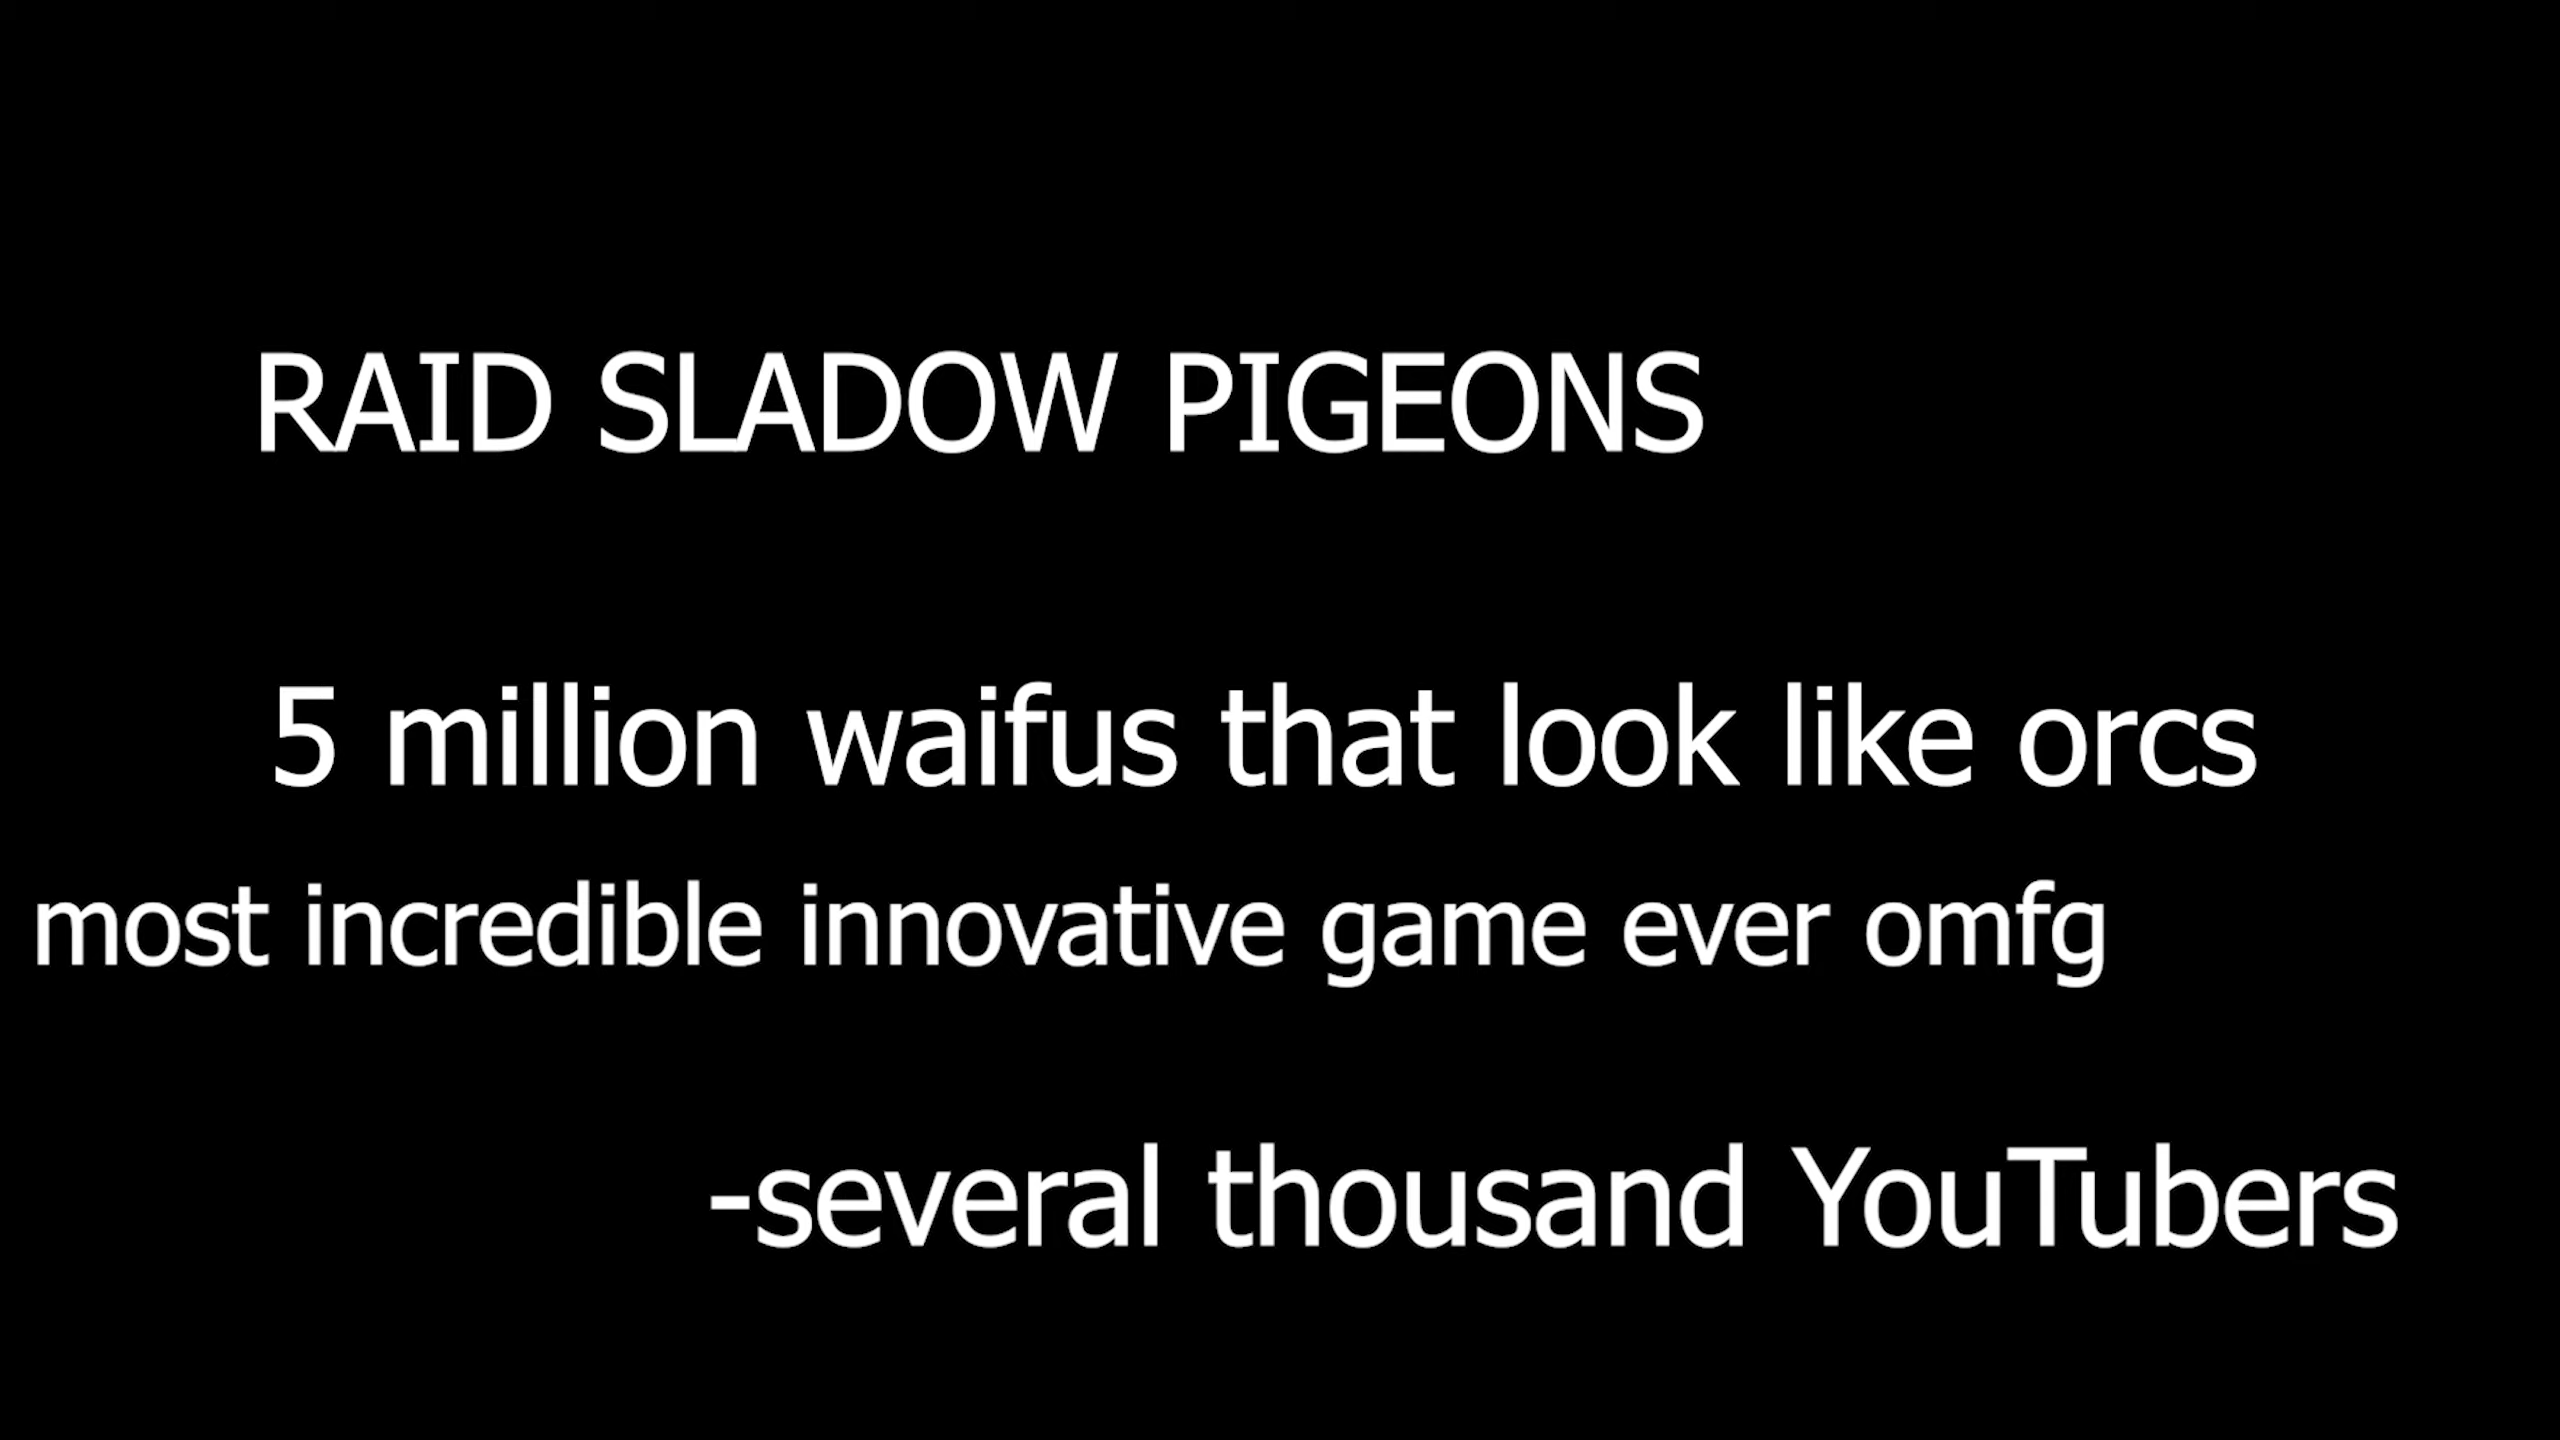 RAID SLADOW PIGEONS
5 million waifus that look like orcs
most incredible innovative game ever omfg
-several thousand YouTubers